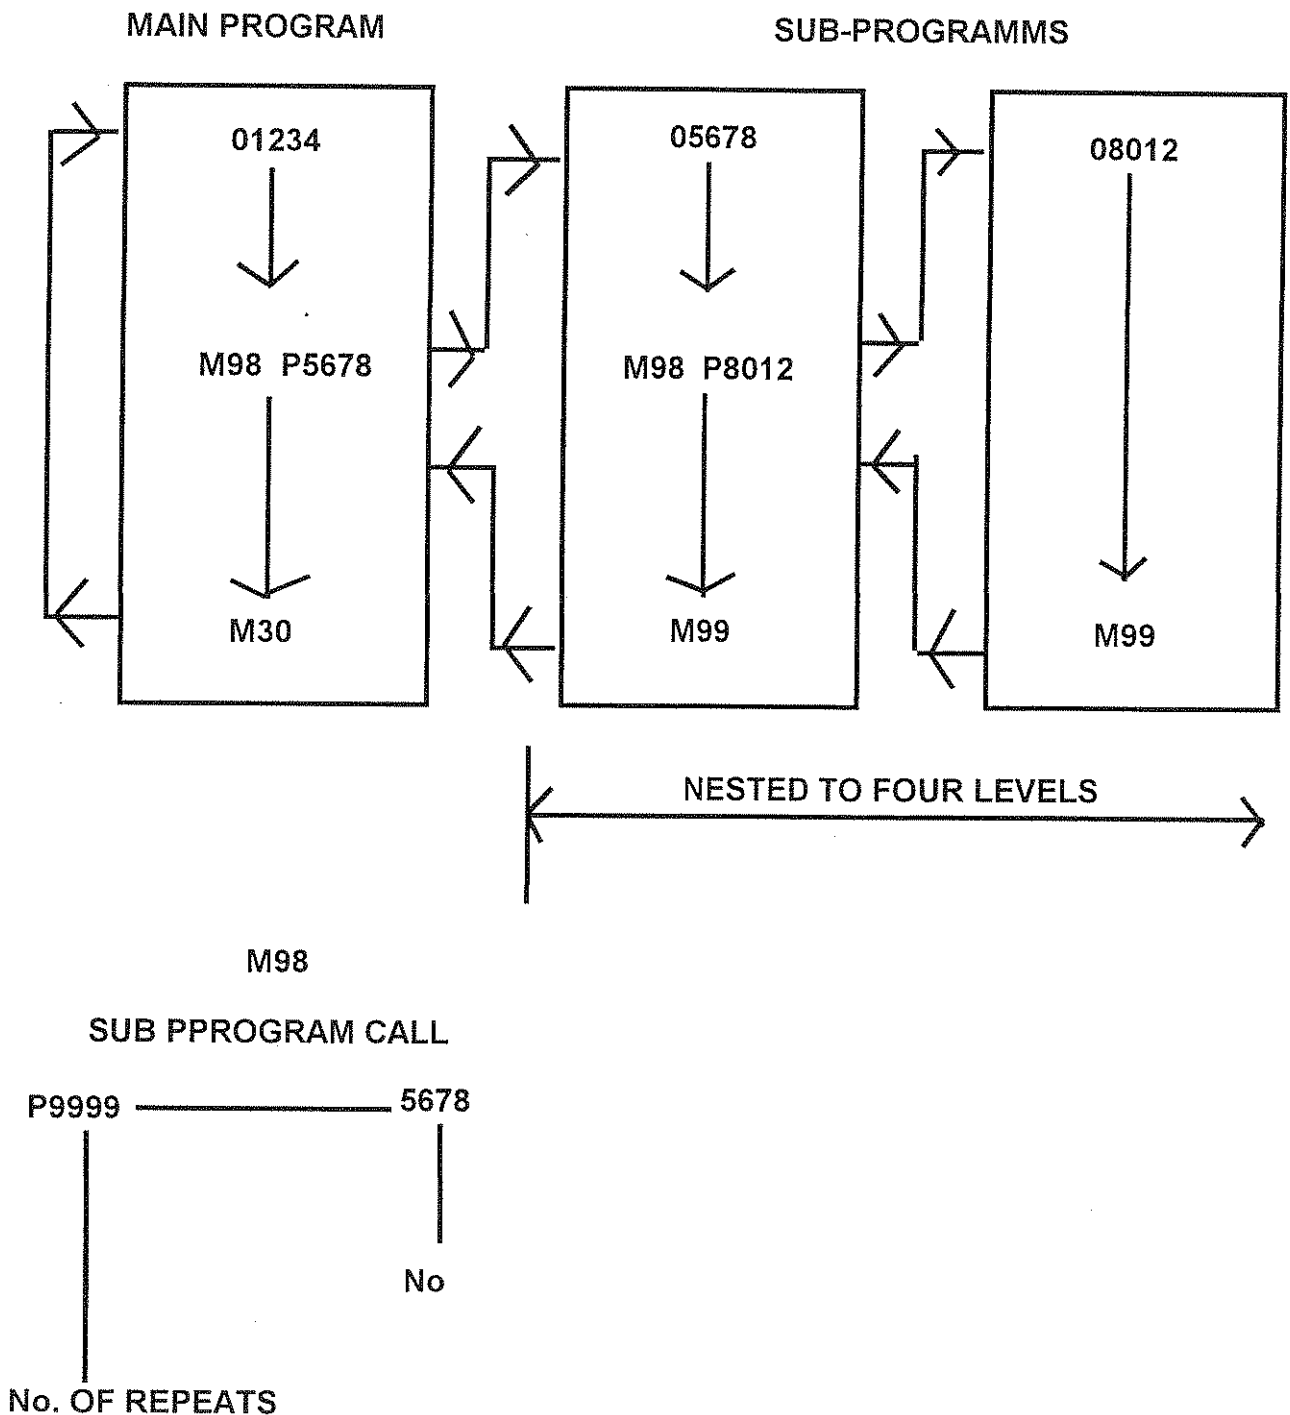 MAIN PROGRAM
SUB-PROGRAMMS
01234
M98 P5678
M30
05678
M98 P8012
M99
08012
M99
NESTED TO FOUR LEVELS
M98
SUB PPROGRAM CALL
P9999 5678
No
No. OF REPEATS